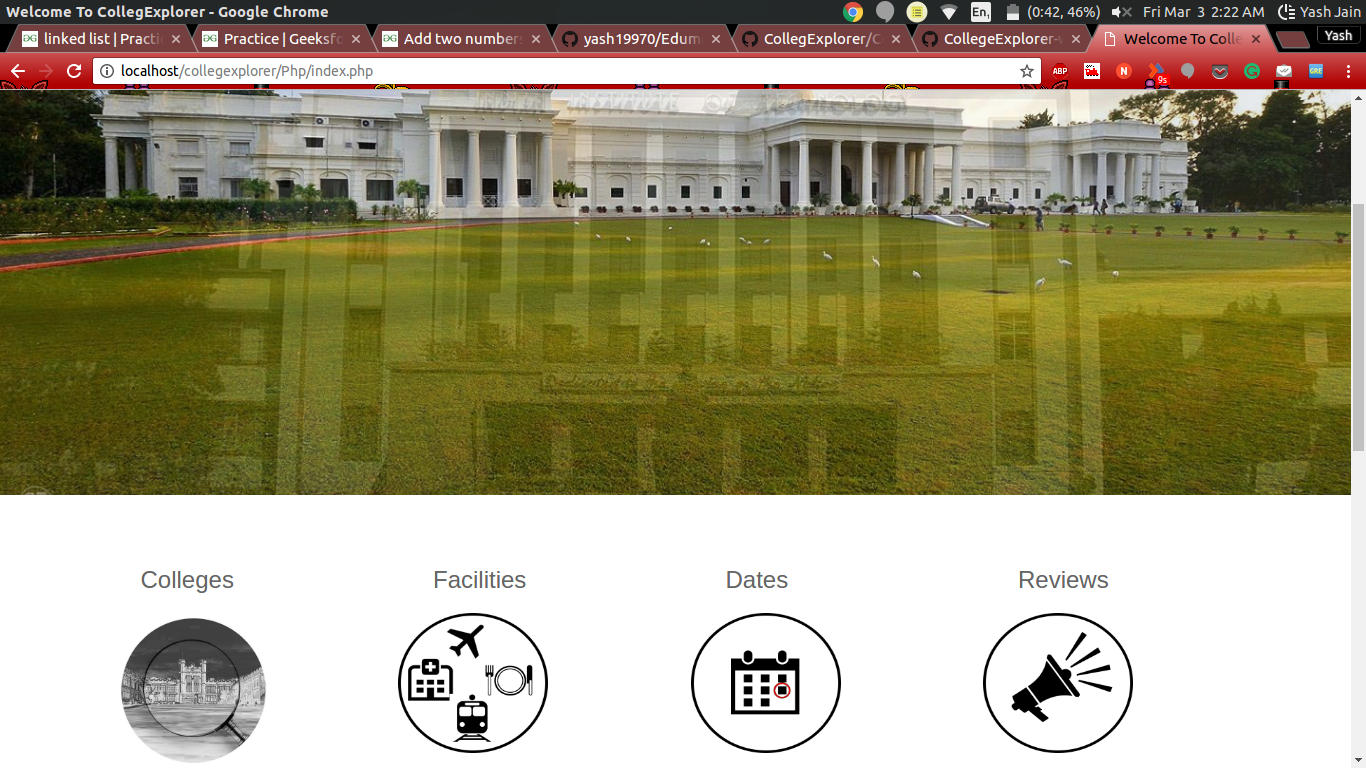 Welcome To CollegExplorer - Google Chrome
En1
(0:42, 46%)
Fri Mar 3 2:22 AM
Yash Jain
linked list | Practi
Practice | Geeksfo
Add two numbers
yash19970/Edum
CollegExplorer/C
CollegeExplorer-
Welcome To Colle
Yash
localhost/collegexplorer/Php/index.php
ABP
N
9s
GRE
Colleges
Facilities
Dates
Reviews